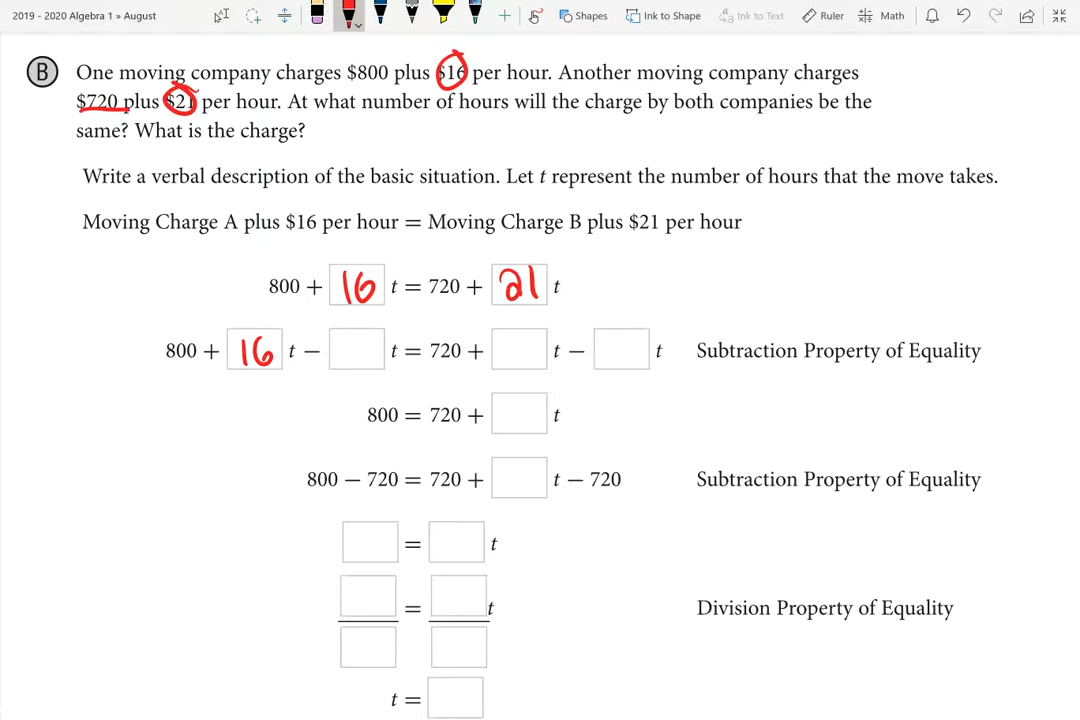 2019 - 2020 Algebra 1 » August Shapes Ink to Shape Ink to Text Ruler Math
B One moving company charges $800 plus $16 per hour. Another moving company charges
$720 plus $21 per hour. At what number of hours will the charge by both companies be the
same? What is the charge?
Write a verbal description of the basic situation. Let t represent the number of hours that the move takes.
Moving Charge A plus $16 per hour = Moving Charge B plus $21 per hour
800 + 16 t = 720 + 21 t
800 + 16 t − t = 720 + t − t Subtraction Property of Equality
800 = 720 + t
800 − 720 = 720 + t − 720 Subtraction Property of Equality
= t
= t Division Property of Equality
t =